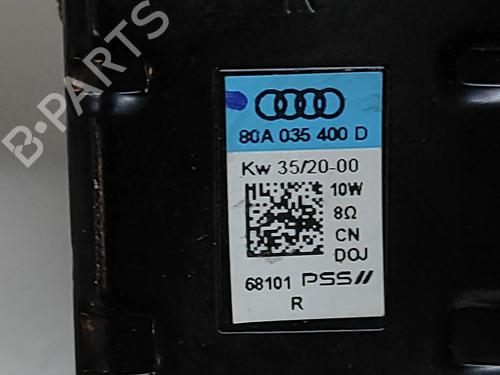 B-PARTS
80A 035 400 D
Kw 35/20-00
10W
8Ω
CN
DOJ
68101 PSS//
R